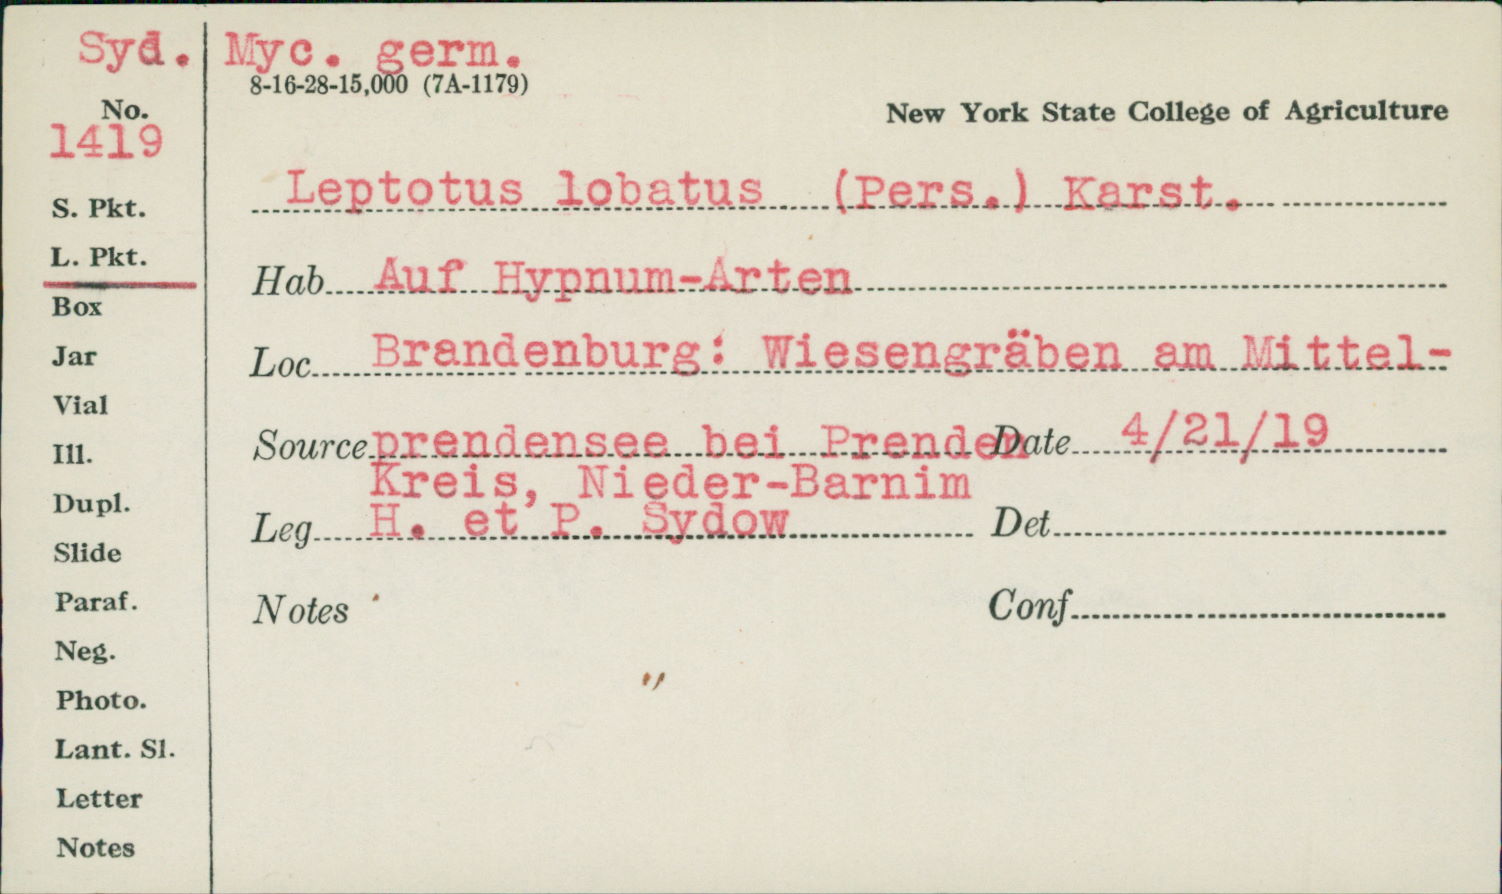 Syd. Myc. germ.
8-16-28-15,000 (7A-1179)
No.
1419
New York State College of Agriculture
S. Pkt.
L. Pkt.
Box
Jar
Vial
Ill.
Dupl.
Slide
Paraf.
Neg.
Photo.
Lant. Sl.
Letter
Notes
Leptotus lobatus (Pers.) Karst.
Hab Auf Hypnum-Arten
Loc Brandenburg: Wiesengräben am Mittel-
Source prendensee bei Prenden Date 4/21/19
Kreis, Nieder-Barnim
Leg H. et P. Sydow Det
Notes Conf